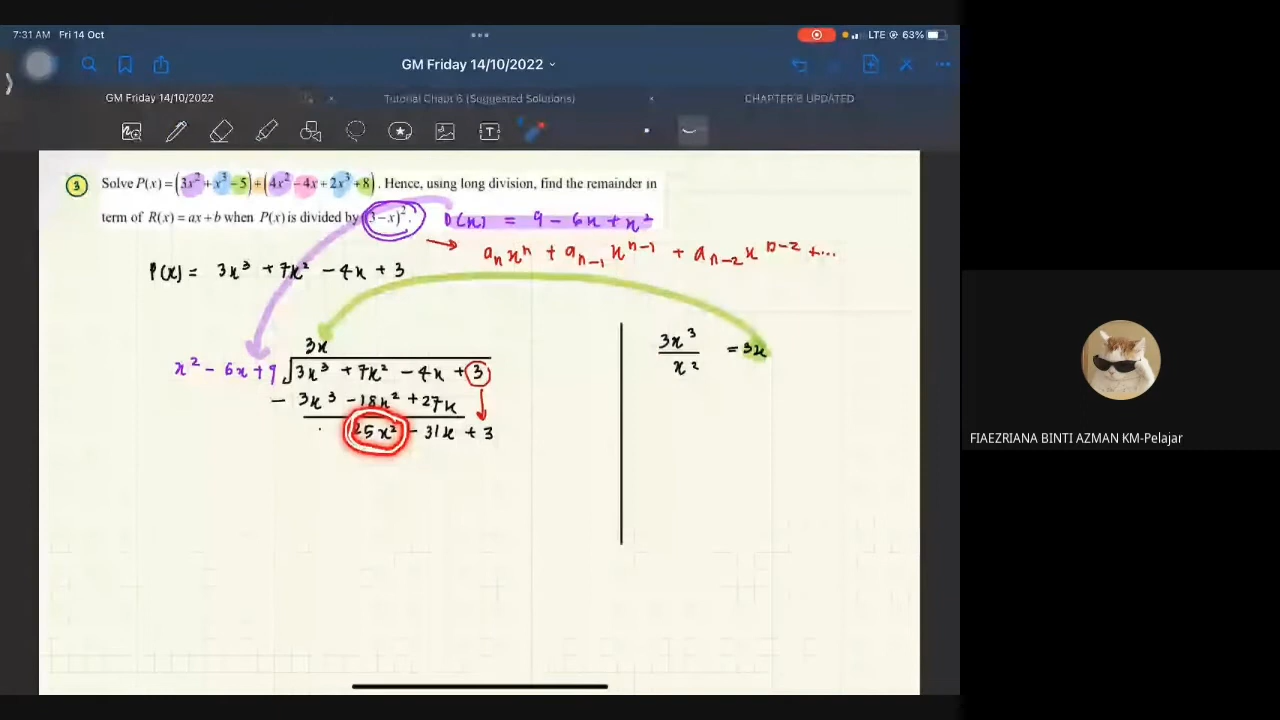 7:31 AM Fri 14 Oct
LTE 63%
GM Friday 14/10/2022
GM Friday 14/10/2022 Tutorial Chapt 6 (Suggested Solutions) CHAPTER 6 UPDATED
3 Solve P(x) = (3x² + x³ − 5) + (4x² − 4x + 2x³ + 8). Hence, using long division, find the remainder in
term of R(x) = ax + b when P(x) is divided by (3 − x)². D(x) = 9 − 6x + x²
→ aₙxⁿ + aₙ₋₁xⁿ⁻¹ + aₙ₋₂xⁿ⁻² + ...
P(x) = 3x³ + 7x² − 4x + 3
3x
x² − 6x + 9 3x³ + 7x² − 4x + 3
− 3x³ − 18x² + 27x
25x² − 31x + 3
3x³
x²
= 3x
FIAEZRIANA BINTI AZMAN KM-Pelajar